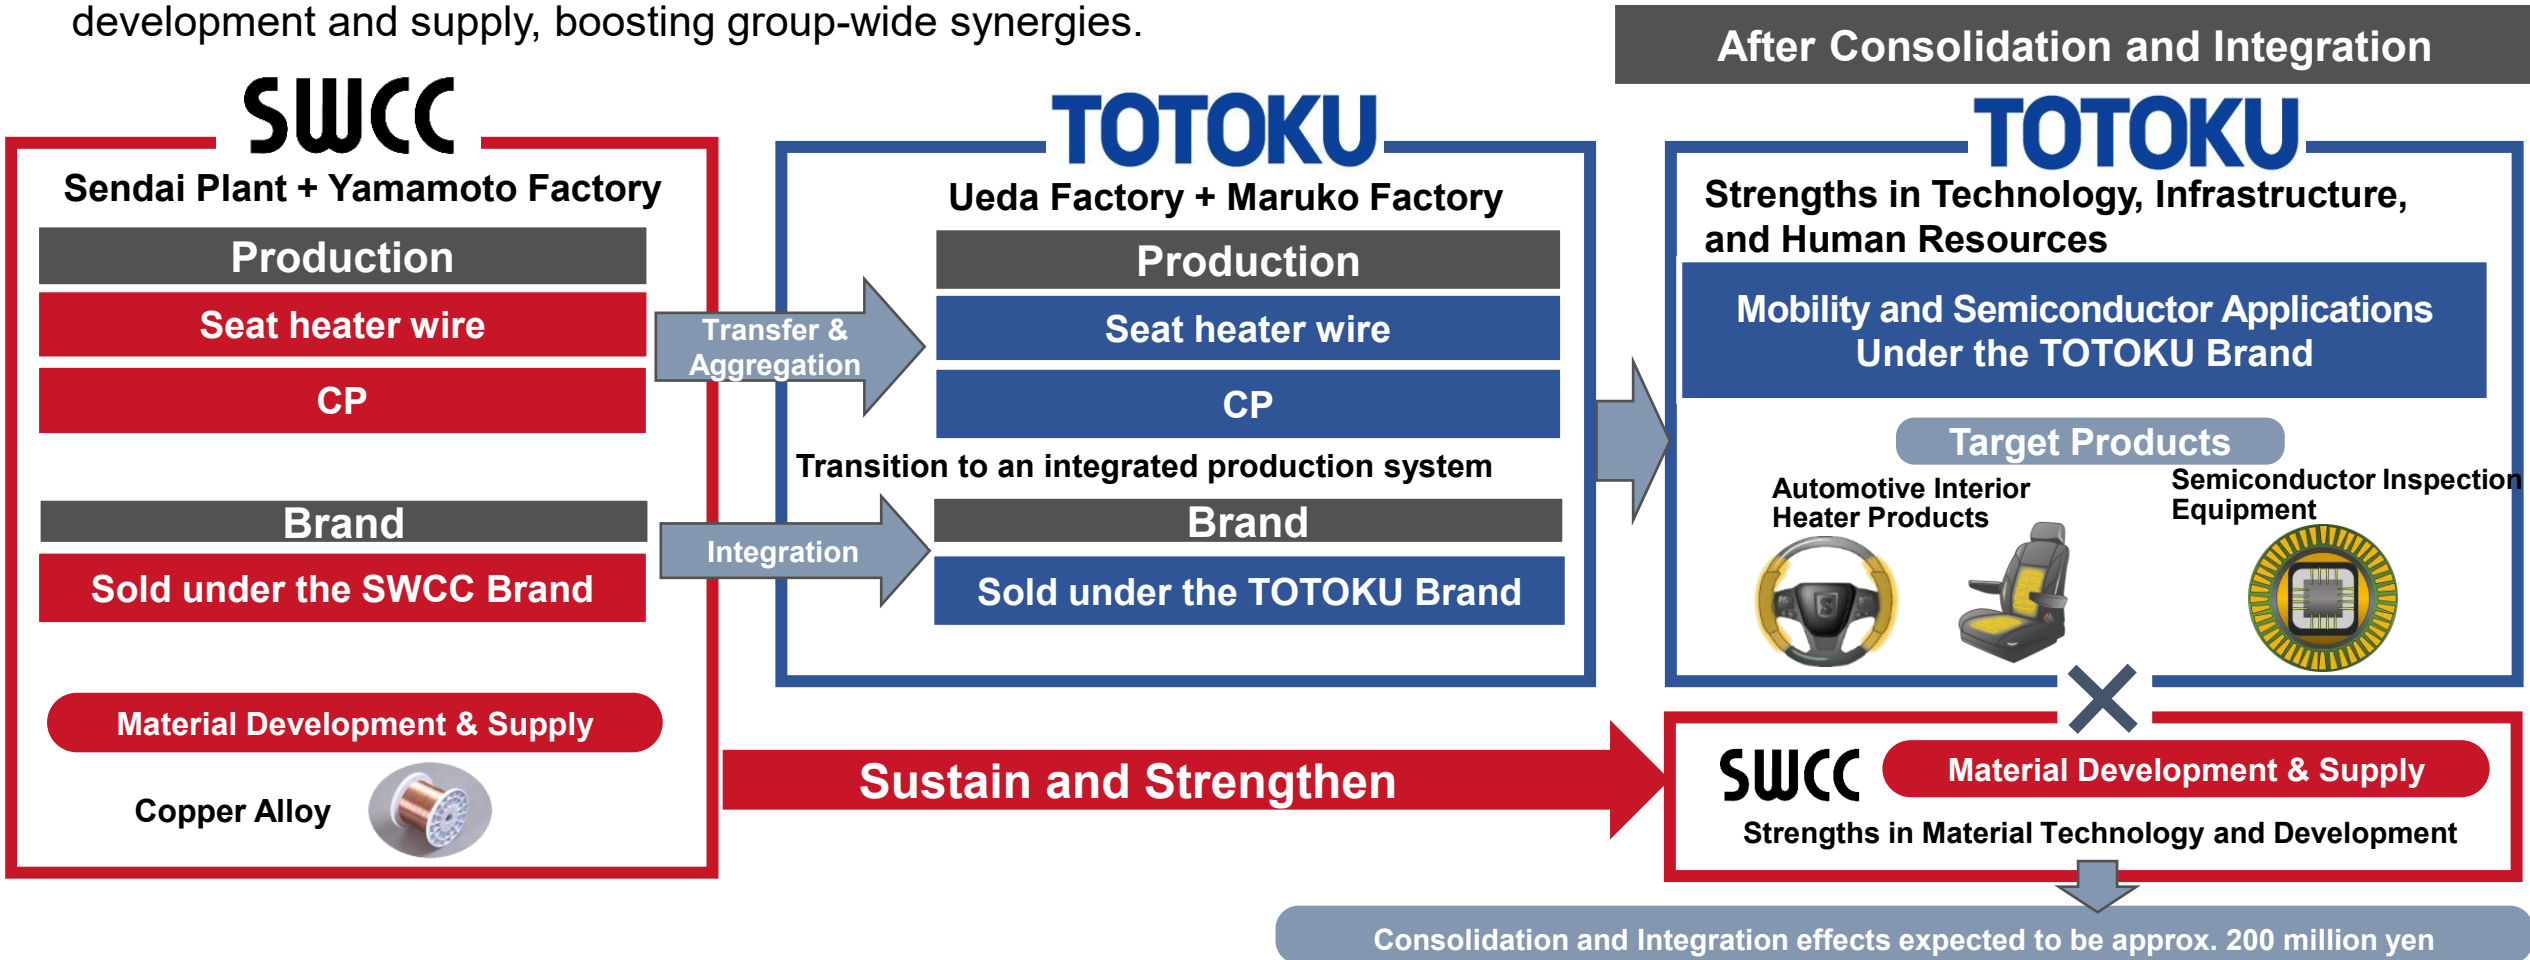 development and supply, boosting group-wide synergies.
After Consolidation and Integration
SWCC
Sendai Plant + Yamamoto Factory
Production
Seat heater wire
CP
Brand
Sold under the SWCC Brand
Material Development & Supply
Copper Alloy
Transfer &
Aggregation
Integration
TOTOKU
Ueda Factory + Maruko Factory
Production
Seat heater wire
CP
Transition to an integrated production system
Brand
Sold under the TOTOKU Brand
Sustain and Strengthen
TOTOKU
Strengths in Technology, Infrastructure,
and Human Resources
Mobility and Semiconductor Applications
Under the TOTOKU Brand
Target Products
Automotive Interior
Heater Products
Semiconductor Inspection
Equipment
SWCC
Material Development & Supply
Strengths in Material Technology and Development
Consolidation and Integration effects expected to be approx. 200 million yen